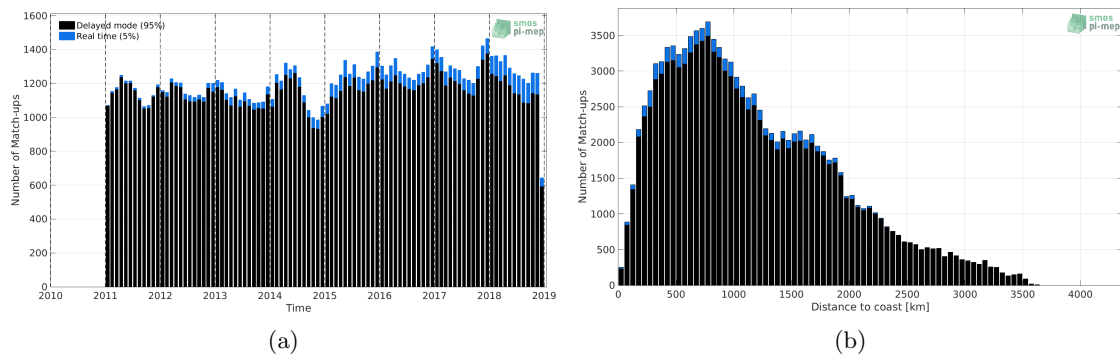 1600
1400
1200
1000
800
600
400
200
0
Number of Match-ups
Delayed mode (95%)
Real time (5%)
smos
pi-mep
2010 2011 2012 2013 2014 2015 2016 2017 2018 2019
Time
(a)
3500
3000
2500
2000
1500
1000
500
0
Number of Match-ups
smos
pi-mep
0 500 1000 1500 2000 2500 3000 3500 4000
Distance to coast [km]
(b)